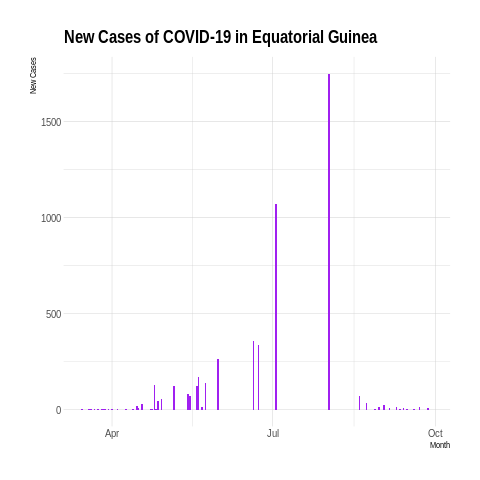 New Cases of COVID-19 in Equatorial Guinea
New Cases
1500
1000
500
0
Apr
Jul
Oct
Month